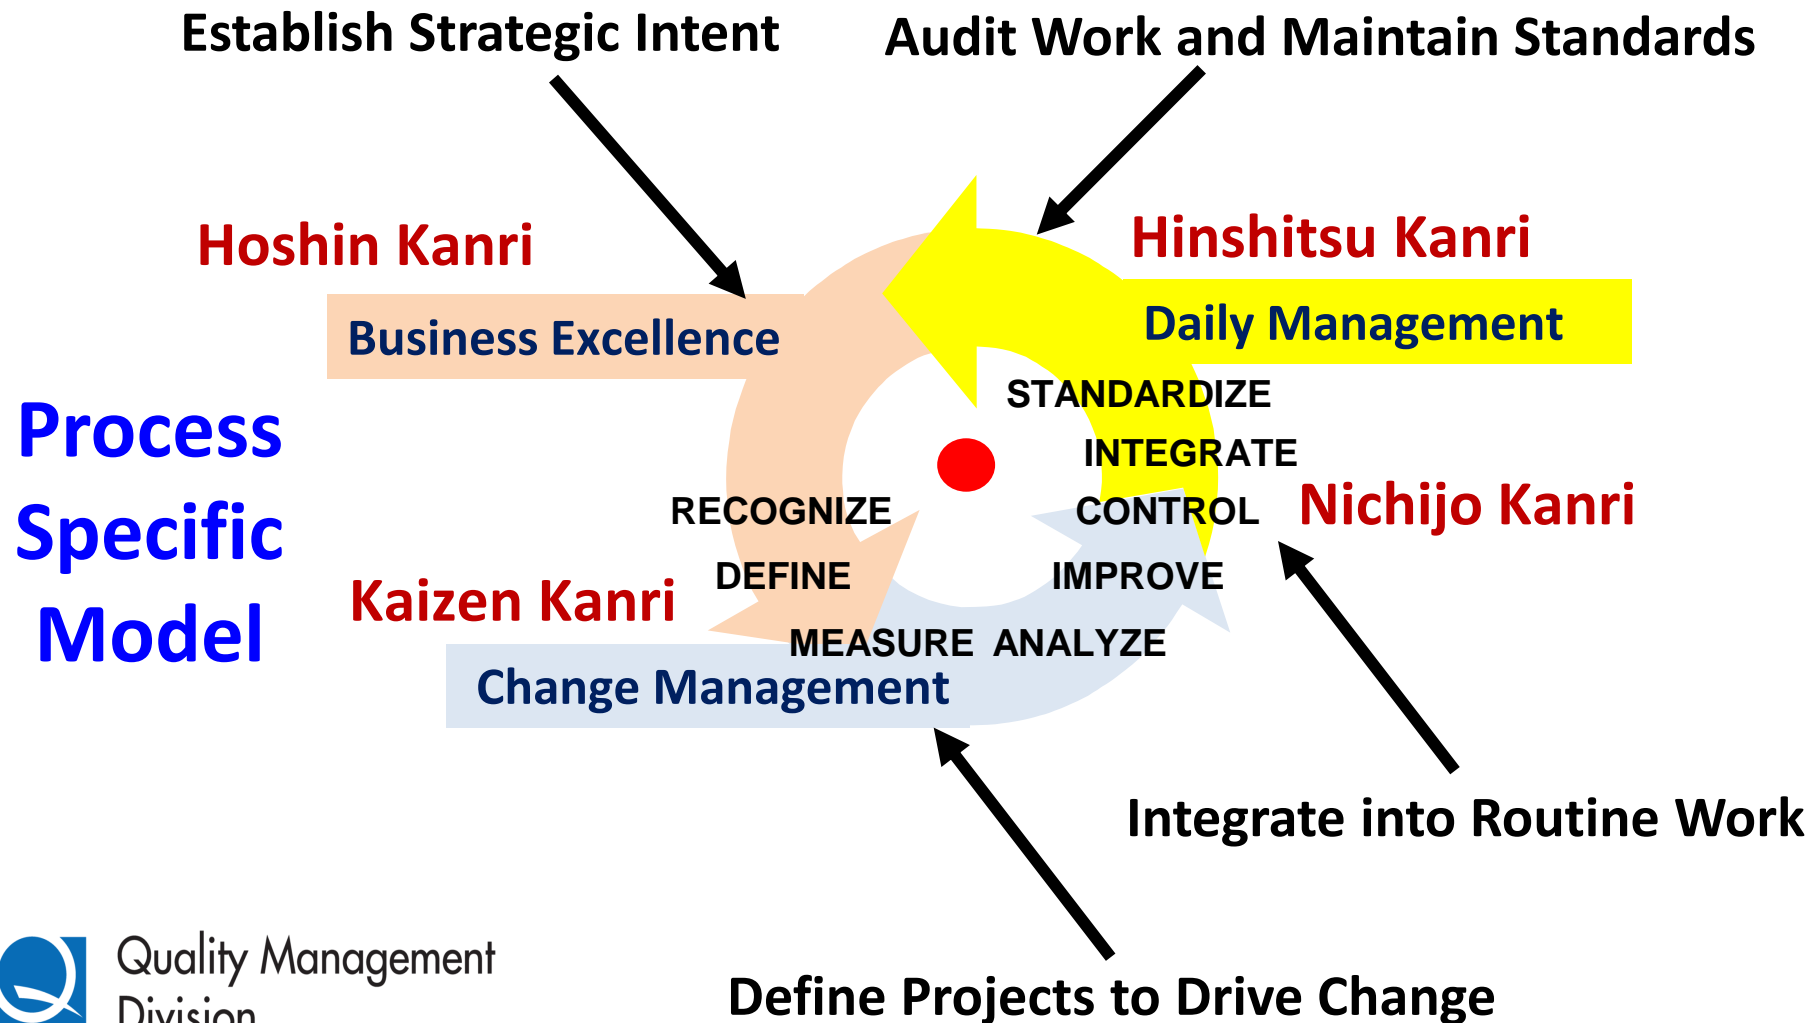 Establish Strategic Intent
Audit Work and Maintain Standards
Hoshin Kanri
Hinshitsu Kanri
Business Excellence
Daily Management
Process
Specific
Model
STANDARDIZE
INTEGRATE
RECOGNIZE
CONTROL
Nichijo Kanri
DEFINE
IMPROVE
Kaizen Kanri
MEASURE ANALYZE
Change Management
Integrate into Routine Work
Quality Management
Division
Define Projects to Drive Change